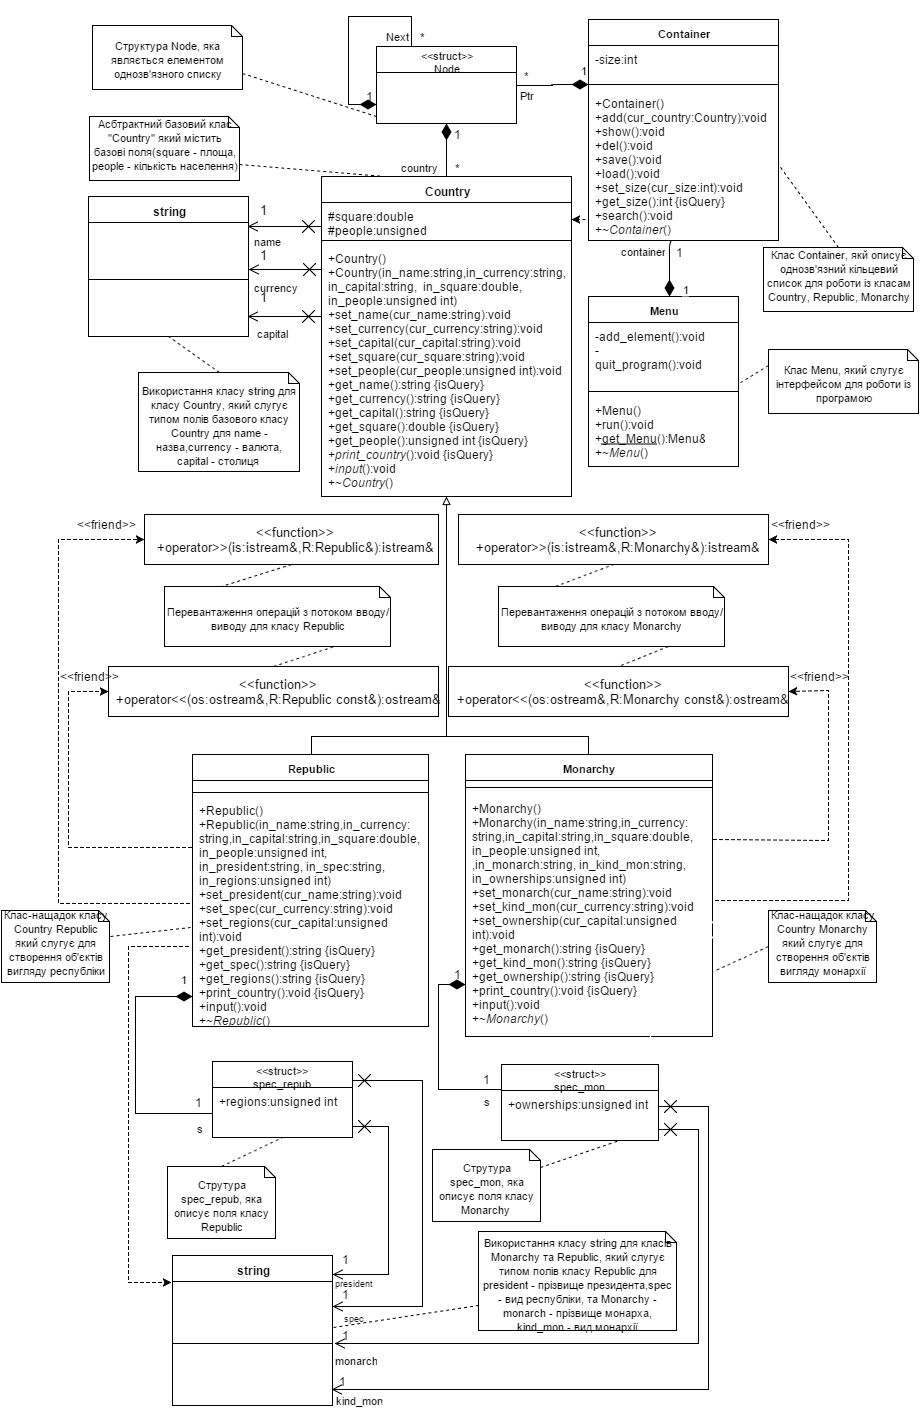 Структура Node, яка
являється елементом
однозв'язного списку
Next
*
<<struct>>
Node
1
*
Ptr
1
Container
-size:int
+Container()
+add(cur_country:Country):void
+show():void
+del():void
+save():void
+load():void
+set_size(cur_size:int):void
+get_size():int {isQuery}
+search():void
+~Container()
Асбтрактний базовий клас
"Country" який містить
базові поля(square - площа,
people - кількість населення)
1
country
*
string
1
name
1
currency
1
capital
Country
#square:double
#people:unsigned
+Country()
+Country(in_name:string,in_currency:string,
in_capital:string, in_square:double,
in_people:unsigned int)
+set_name(cur_name:string):void
+set_currency(cur_currency:string):void
+set_capital(cur_capital:string):void
+set_square(cur_square:string):void
+set_people(cur_people:unsigned int):void
+get_name():string {isQuery}
+get_currency():string {isQuery}
+get_capital():string {isQuery}
+get_square():double {isQuery}
+get_people():unsigned int {isQuery}
+print_country():void {isQuery}
+input():void
+~Country()
container
1
1
Клас Container, якй описує
однозв'язний кільцевий
список для роботи із класам
Country, Republic, Monarchy
Menu
-add_element():void
-
quit_program():void
+Menu()
+run():void
+get_Menu():Menu&
+~Menu()
Клас Menu, який слугує
інтерфейсом для роботи із
програмою
Використання класу string для
класу Country, який слугує
типом полів базового класу
Country для name -
назва,currency - валюта,
capital - столиця
<<friend>>
<<function>>
+operator>>(is:istream&,R:Republic&):istream&
<<function>>
+operator>>(is:istream&,R:Monarchy&):istream&
<<friend>>
Перевантаження операцій з потоком вводу/
виводу для класу Republic
Перевантаження операцій з потоком вводу/
виводу для класу Monarchy
<<friend>>
<<function>>
+operator<<(os:ostream&,R:Republic const&):ostream&
<<function>>
+operator<<(os:ostream&,R:Monarchy const&):ostream&
<<friend>>
Republic
+Republic()
+Republic(in_name:string,in_currency:
string,in_capital:string,in_square:double,
in_people:unsigned int,
in_president:string, in_spec:string,
in_regions:unsigned int)
+set_president(cur_name:string):void
+set_spec(cur_currency:string):void
+set_regions(cur_capital:unsigned
int):void
+get_president():string {isQuery}
+get_spec():string {isQuery}
+get_regions():string {isQuery}
+print_country():void {isQuery}
+input():void
+~Republic()
Monarchy
+Monarchy()
+Monarchy(in_name:string,in_currency:
string,in_capital:string,in_square:double,
in_people:unsigned int,
,in_monarch:string, in_kind_mon:string,
in_ownerships:unsigned int)
+set_monarch(cur_name:string):void
+set_kind_mon(cur_currency:string):void
+set_ownership(cur_capital:unsigned
int):void
+get_monarch():string {isQuery}
+get_kind_mon():string {isQuery}
+get_ownership():string {isQuery}
+print_country():void {isQuery}
+input():void
+~Monarchy()
Клас-нащадок класу
Country Republic
який слугує для
створення об'єктів
вигляду республіки
Клас-нащадок класу
Country Monarchy
який слугує для
створення об'єктів
вигляду монархії
1
1
<<struct>>
spec_repub
+regions:unsigned int
1
s
<<struct>>
spec_mon
+ownerships:unsigned int
1
s
Струтура
spec_repub, яка
описує поля класу
Republic
Струтура
spec_mon, яка
описує поля класу
Monarchy
string
1
president
1
spec
1
monarch
1
kind_mon
Використання класу string для класів
Monarchy та Republic, який слугує
типом полів класу Republic для
president - прізвище президента,spec
- вид республіки, та Monarchy -
monarch - прізвище монарха,
kind_mon - вид монархії